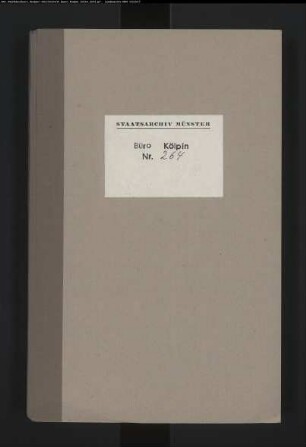 STAATSARCHIV MÜNSTER
Büro Kölpin
Nr. 264